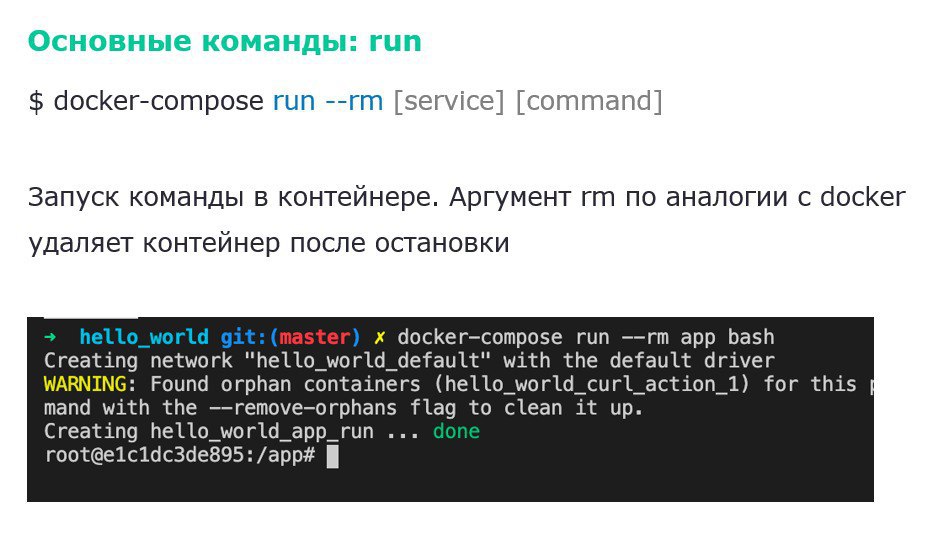 Основные команды: run
$ docker-compose run --rm [service] [command]
Запуск команды в контейнере. Аргумент rm по аналогии с docker
удаляет контейнер после остановки
➜ hello_world git:(master) ✗ docker-compose run --rm app bash
Creating network "hello_world_default" with the default driver
WARNING: Found orphan containers (hello_world_curl_action_1) for this
mand with the --remove-orphans flag to clean it up.
Creating hello_world_app_run ... done
root@e1c1dc3de895:/app#